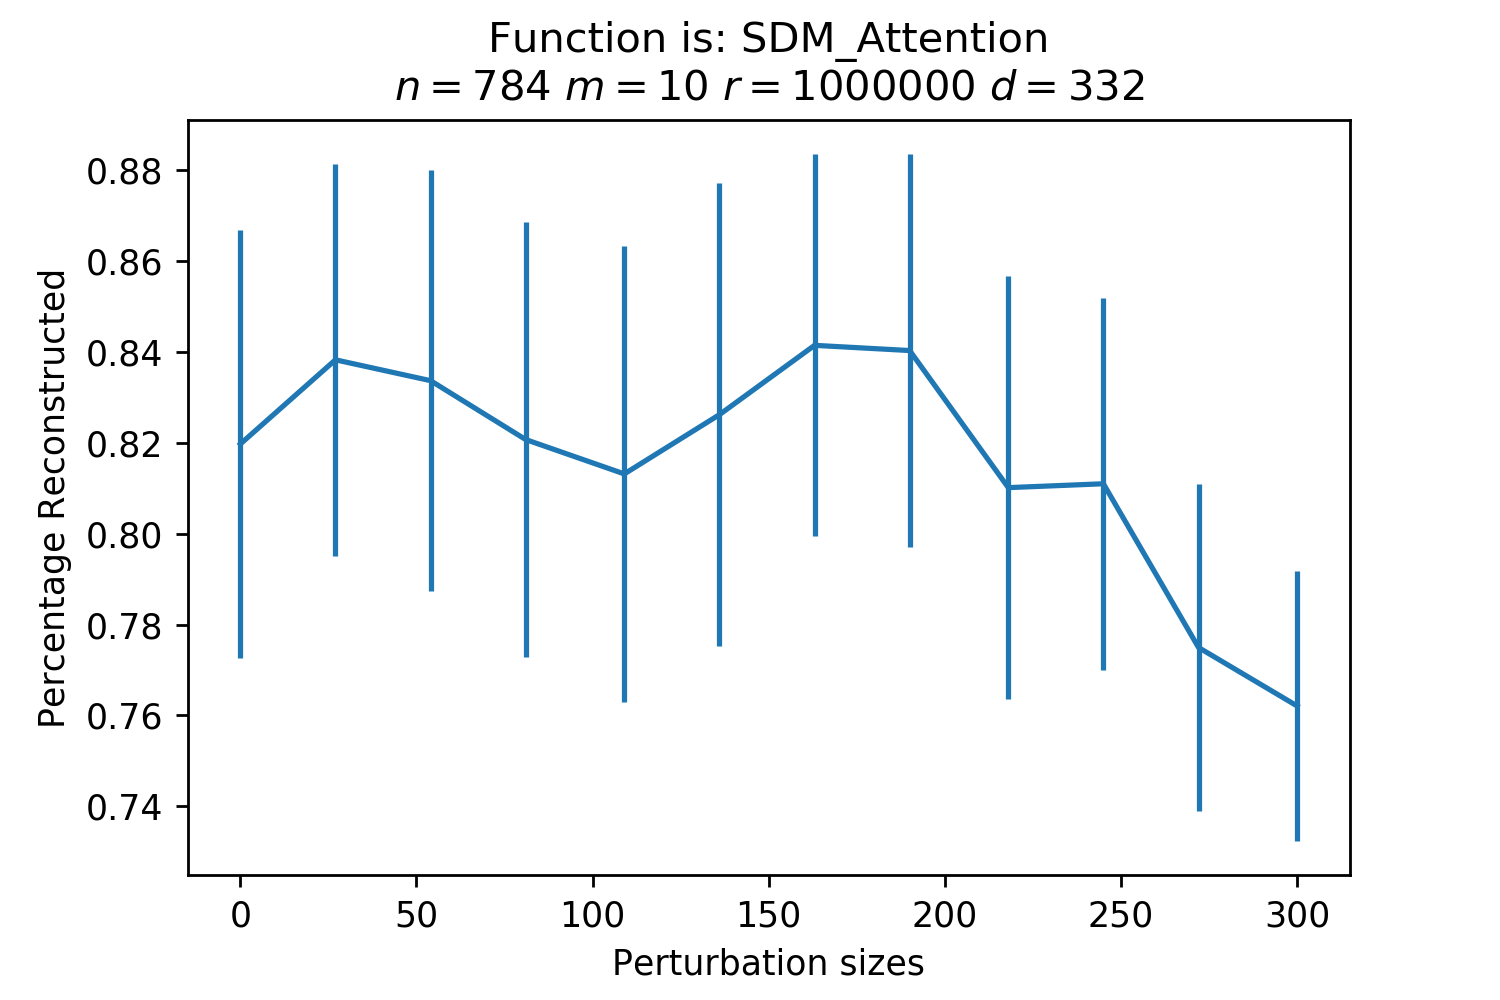 Function is: SDM_Attention
n = 784 m = 10 r = 1000000 d = 332
Percentage Reconstructed
0.88
0.86
0.84
0.82
0.80
0.78
0.76
0.74
0 50 100 150 200 250 300
Perturbation sizes